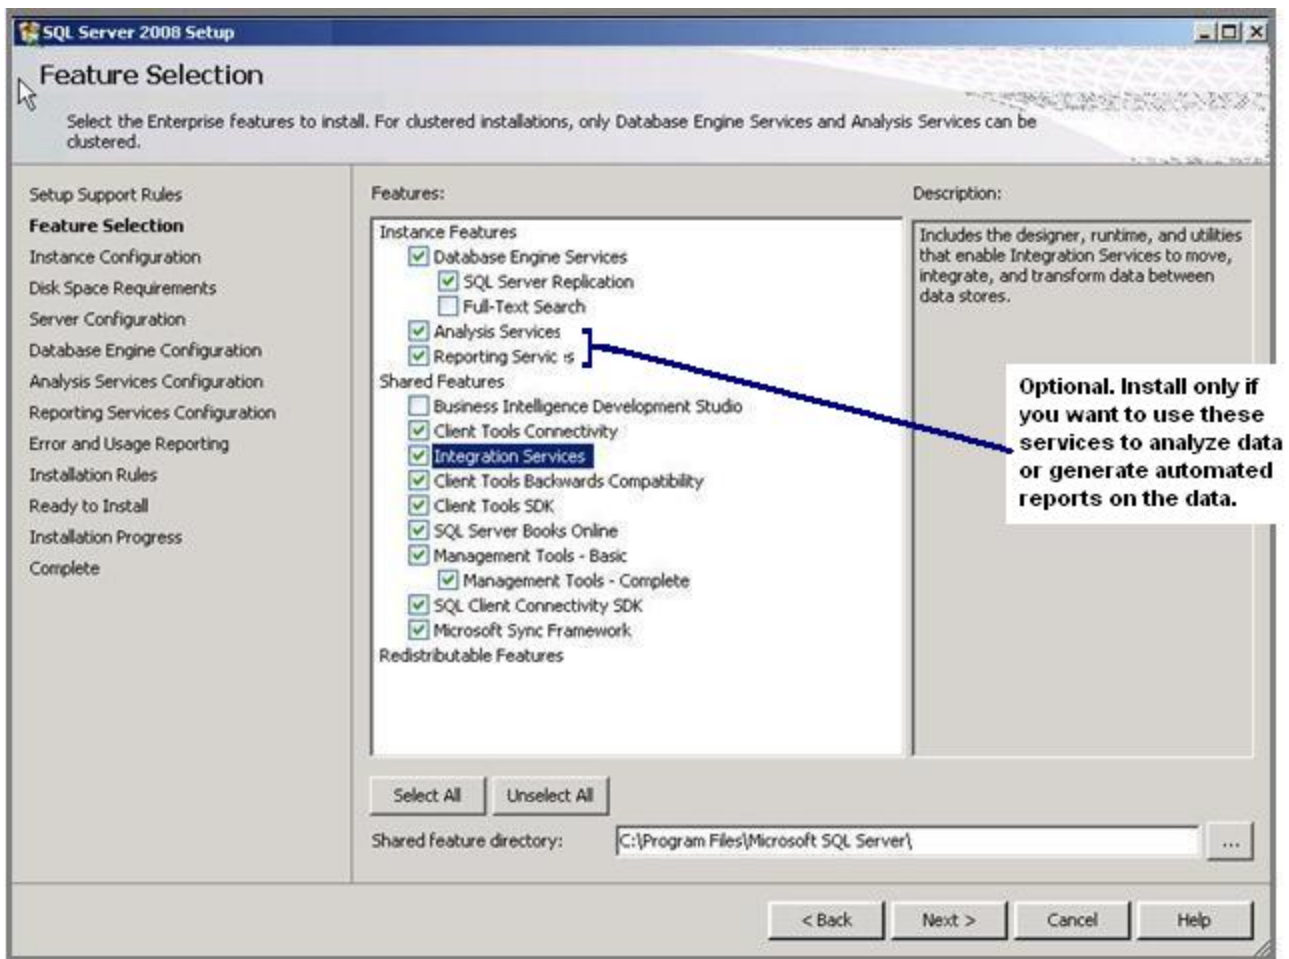 SQL Server 2008 Setup
Feature Selection
Select the Enterprise features to install. For clustered installations, only Database Engine Services and Analysis Services can be
clustered.
Setup Support Rules
Feature Selection
Instance Configuration
Disk Space Requirements
Server Configuration
Database Engine Configuration
Analysis Services Configuration
Reporting Services Configuration
Error and Usage Reporting
Installation Rules
Ready to Install
Installation Progress
Complete
Features:
Instance Features
Database Engine Services
SQL Server Replication
Full-Text Search
Analysis Services
Reporting Services
Shared Features
Business Intelligence Development Studio
Client Tools Connectivity
Integration Services
Client Tools Backwards Compatibility
Client Tools SDK
SQL Server Books Online
Management Tools - Basic
Management Tools - Complete
SQL Client Connectivity SDK
Microsoft Sync Framework
Redistributable Features
Description:
Includes the designer, runtime, and utilities
that enable Integration Services to move,
integrate, and transform data between
data stores.
Optional. Install only if
you want to use these
services to analyze data
or generate automated
reports on the data.
Select All
Unselect All
Shared feature directory:
C:\Program Files\Microsoft SQL Server\
...
< Back
Next >
Cancel
Help